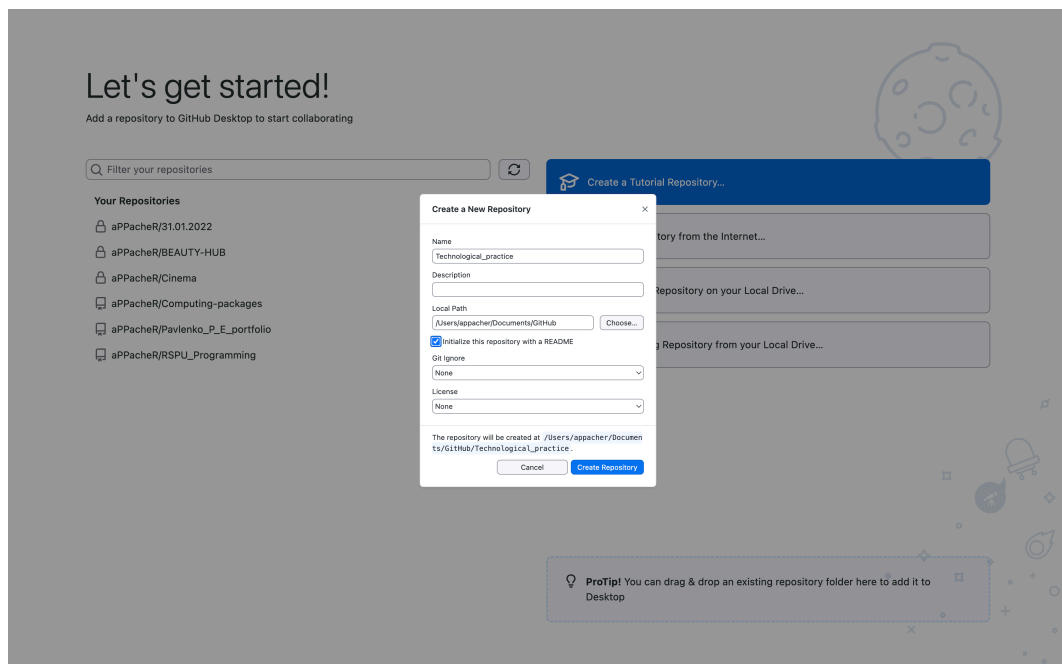 Let's get started!
Add a repository to GitHub Desktop to start collaborating
Filter your repositories
Your Repositories
aPPacheR/31.01.2022
aPPacheR/BEAUTY-HUB
aPPacheR/Cinema
aPPacheR/Computing-packages
aPPacheR/Pavlenko_P_E_portfolio
aPPacheR/RSPU_Programming
Create a Tutorial Repository...
tory from the Internet...
Repository on your Local Drive...
g Repository from your Local Drive...
Create a New Repository
Name
Technological_practice
Description
Local Path
/Users/appacher/Documents/GitHub
Choose...
Initialize this repository with a README
Git Ignore
None
License
None
The repository will be created at /Users/appacher/Documen
ts/GitHub/Technological_practice.
Cancel
Create Repository
ProTip! You can drag & drop an existing repository folder here to add it to
Desktop